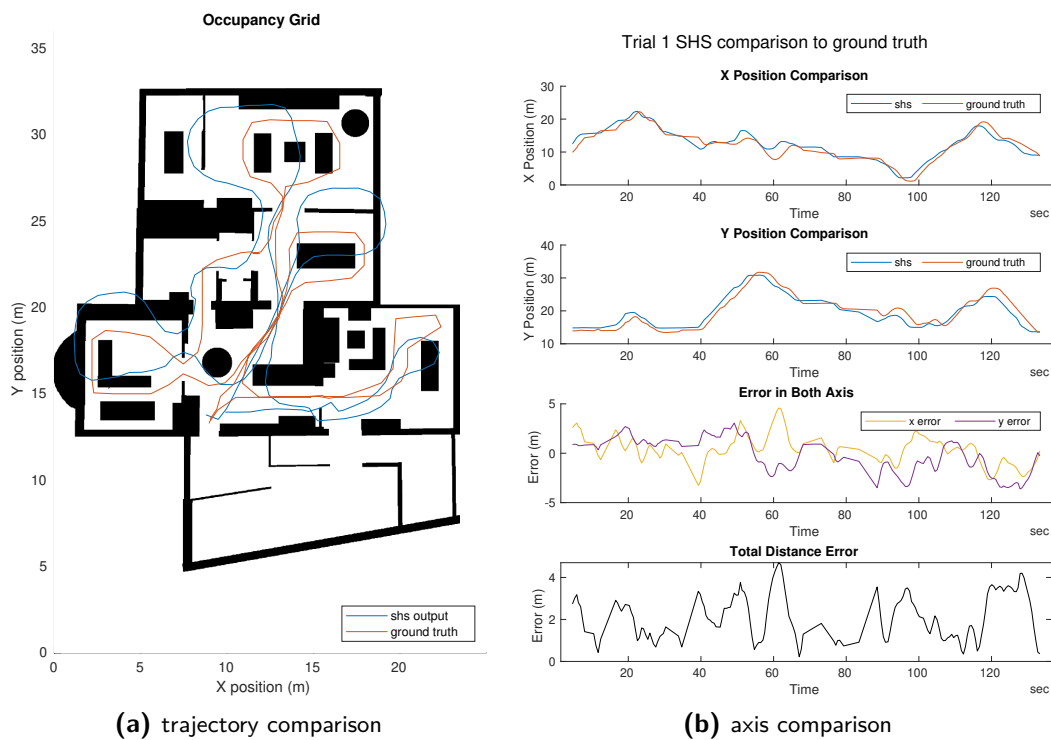 Occupancy Grid
35
30
25
20
15
10
5
0
Y position (m)
0 5 10 15 20
X position (m)
shs output
ground truth
(a) trajectory comparison
Trial 1 SHS comparison to ground truth
X Position Comparison
30
20
10
0
X Position (m)
shs ground truth
20 40 60 80 100 120
Time sec
Y Position Comparison
40
30
20
10
Y Position (m)
shs ground truth
20 40 60 80 100 120
Time sec
Error in Both Axis
5
0
-5
Error (m)
x error y error
20 40 60 80 100 120
Time sec
Total Distance Error
4
2
0
Error (m)
20 40 60 80 100 120
Time sec
(b) axis comparison